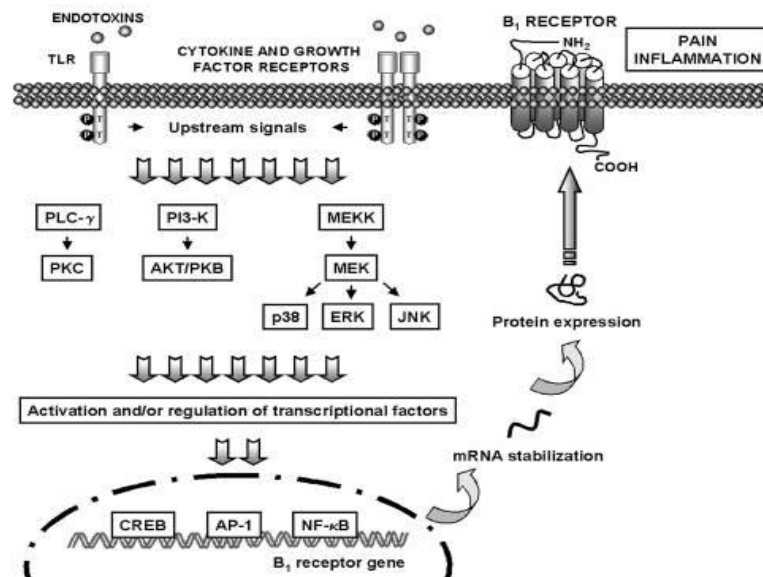 ENDOTOXINS
TLR
CYTOKINE AND GROWTH
FACTOR RECEPTORS
B₁ RECEPTOR
NH₂
PAIN
INFLAMMATION
P T
P T
Upstream signals
T P
T P
COOH
PLC-γ
PI3-K
MEKK
PKC
AKT/PKB
MEK
p38
ERK
JNK
Protein expression
Activation and/or regulation of transcriptional factors
mRNA stabilization
CREB
AP-1
NF-κB
B₁ receptor gene